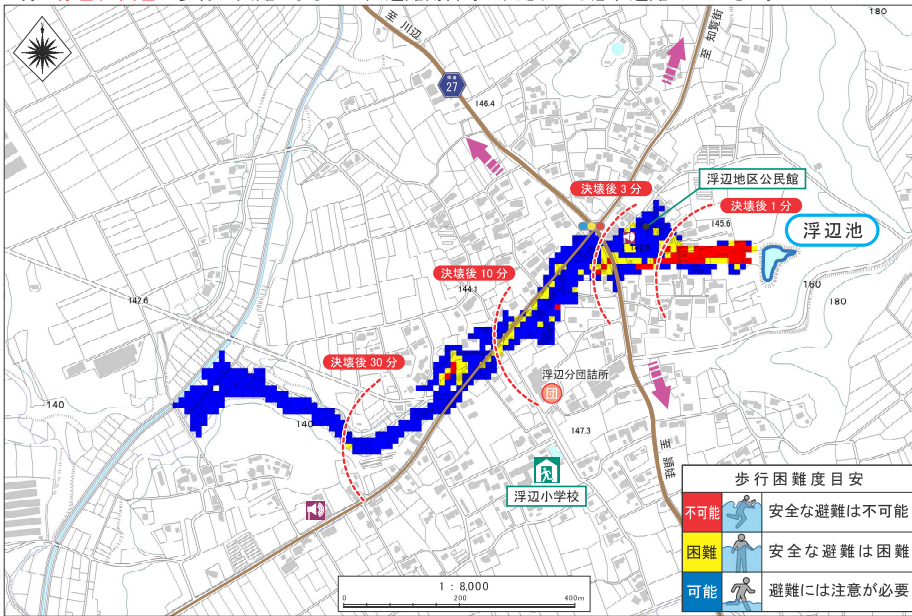 180
至 川辺
至 知覧街
県道
27
146.4
浮辺地区公民館
決壊後 3 分
決壊後 1 分
145.6
浮辺池
決壊後 10 分
144.1
142.6
160
180
決壊後 30 分
浮辺分団詰所
団
140
140
147.3
至 頴娃
浮辺小学校
1 : 8,000
0 200 400m
歩行困難度目安
不可能 安全な避難は不可能
困難 安全な避難は困難
可能 避難には注意が必要